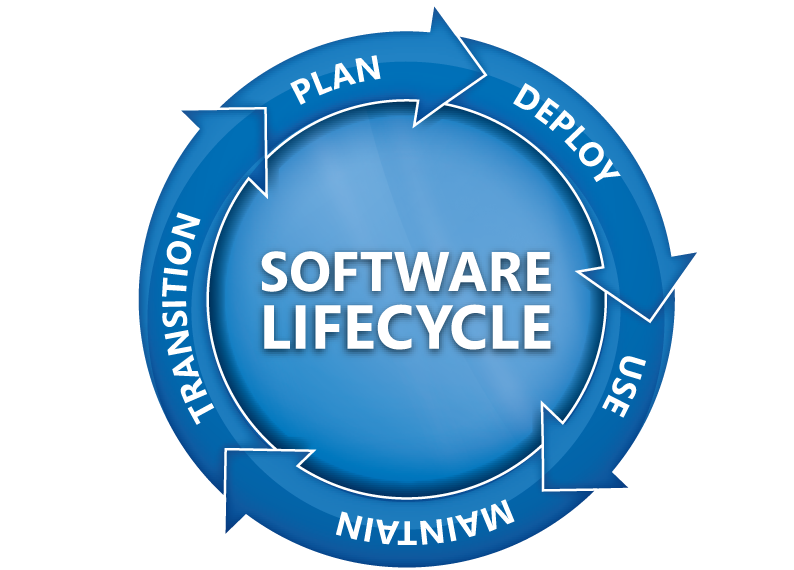 PLAN
DEPLOY
USE
MAINTAIN
TRANSITION
SOFTWARE
LIFECYCLE